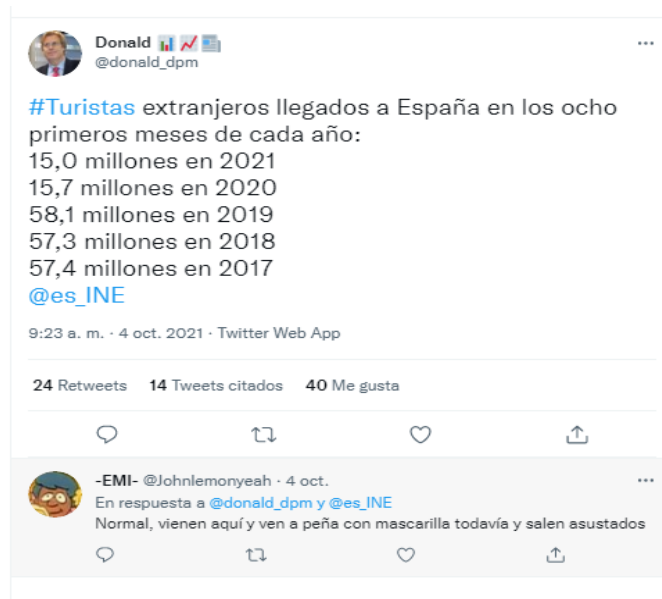 Donald
@donald_dpm
#Turistas extranjeros llegados a España en los ocho
primeros meses de cada año:
15,0 millones en 2021
15,7 millones en 2020
58,1 millones en 2019
57,3 millones en 2018
57,4 millones en 2017
@es_INE
9:23 a. m. · 4 oct. 2021 · Twitter Web App
24 Retweets 14 Tweets citados 40 Me gusta
-EMI- @Johnlemonyeah · 4 oct.
En respuesta a @donald_dpm y @es_INE
Normal, vienen aquí y ven a peña con mascarilla todavía y salen asustados